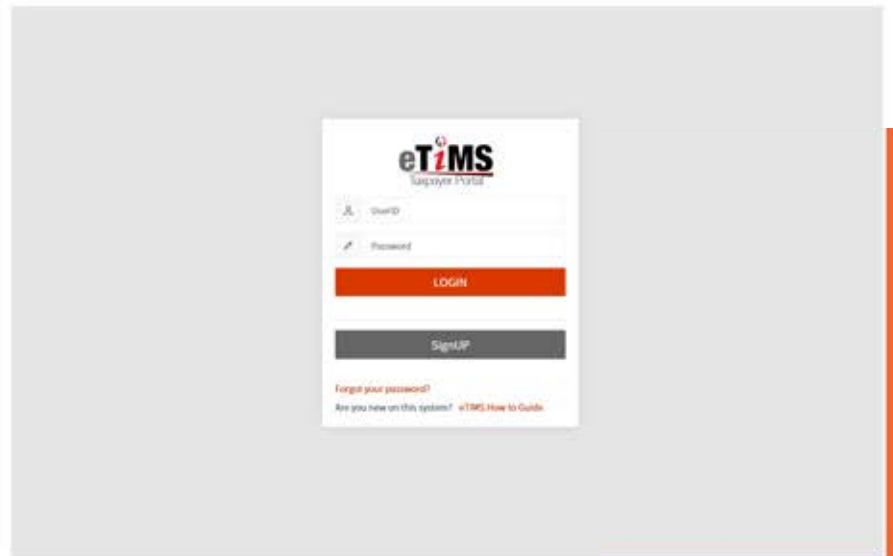 eTiMS
Taxpayer Portal
UserID
Password
LOGIN
SignUP
Forgot your password?
Are you new on this system? eTIMS How to Guide